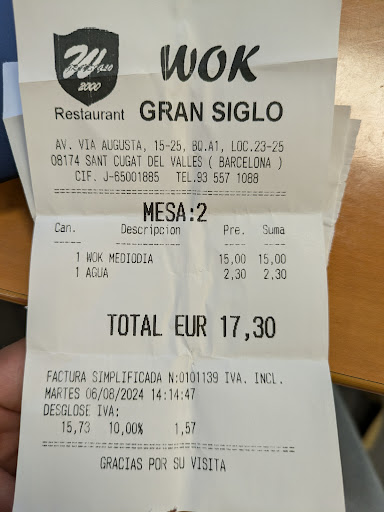 W
2000
WOK
Restaurant GRAN SIGLO
AV. VIA AUGUSTA, 15-25, BO.A1, LOC.23-25
08174 SANT CUGAT DEL VALLES ( BARCELONA )
CIF. J-65001885 TEL.93 557 1088
MESA:2
Can. Descripcion Pre. Suma
1 WOK MEDIODIA 15,00 15,00
1 AGUA 2,30 2,30
TOTAL EUR 17,30
FACTURA SIMPLIFICADA N:0101139 IVA. INCL.
MARTES 06/08/2024 14:14:47
DESGLOSE IVA:
15,73 10,00% 1,57
GRACIAS POR SU VISITA